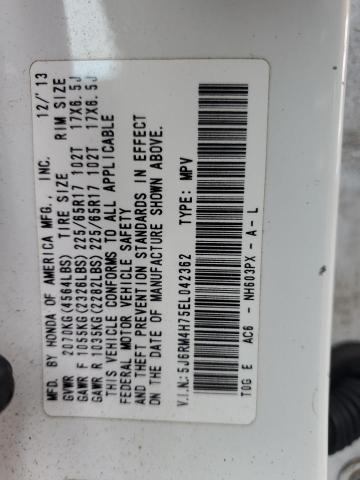 MFD. BY HONDA OF AMERICA MFG., INC. 12/'13
GVWR 2079KG(4584LBS) TIRE SIZE RIM SIZE
GAWR F 1055KG(2326LBS) 225/65R17 102T 17X6.5J
GAWR R 1035KG(2282LBS) 225/65R17 102T 17X6.5J
THIS VEHICLE CONFORMS TO ALL APPLICABLE
FEDERAL MOTOR VEHICLE SAFETY
AND THEFT PREVENTION STANDARDS IN EFFECT
ON THE DATE OF MANUFACTURE SHOWN ABOVE.
V.I.N.:5J6RM4H75EL042362 TYPE: MPV
T0G E AC6 - NH603PX - A - L